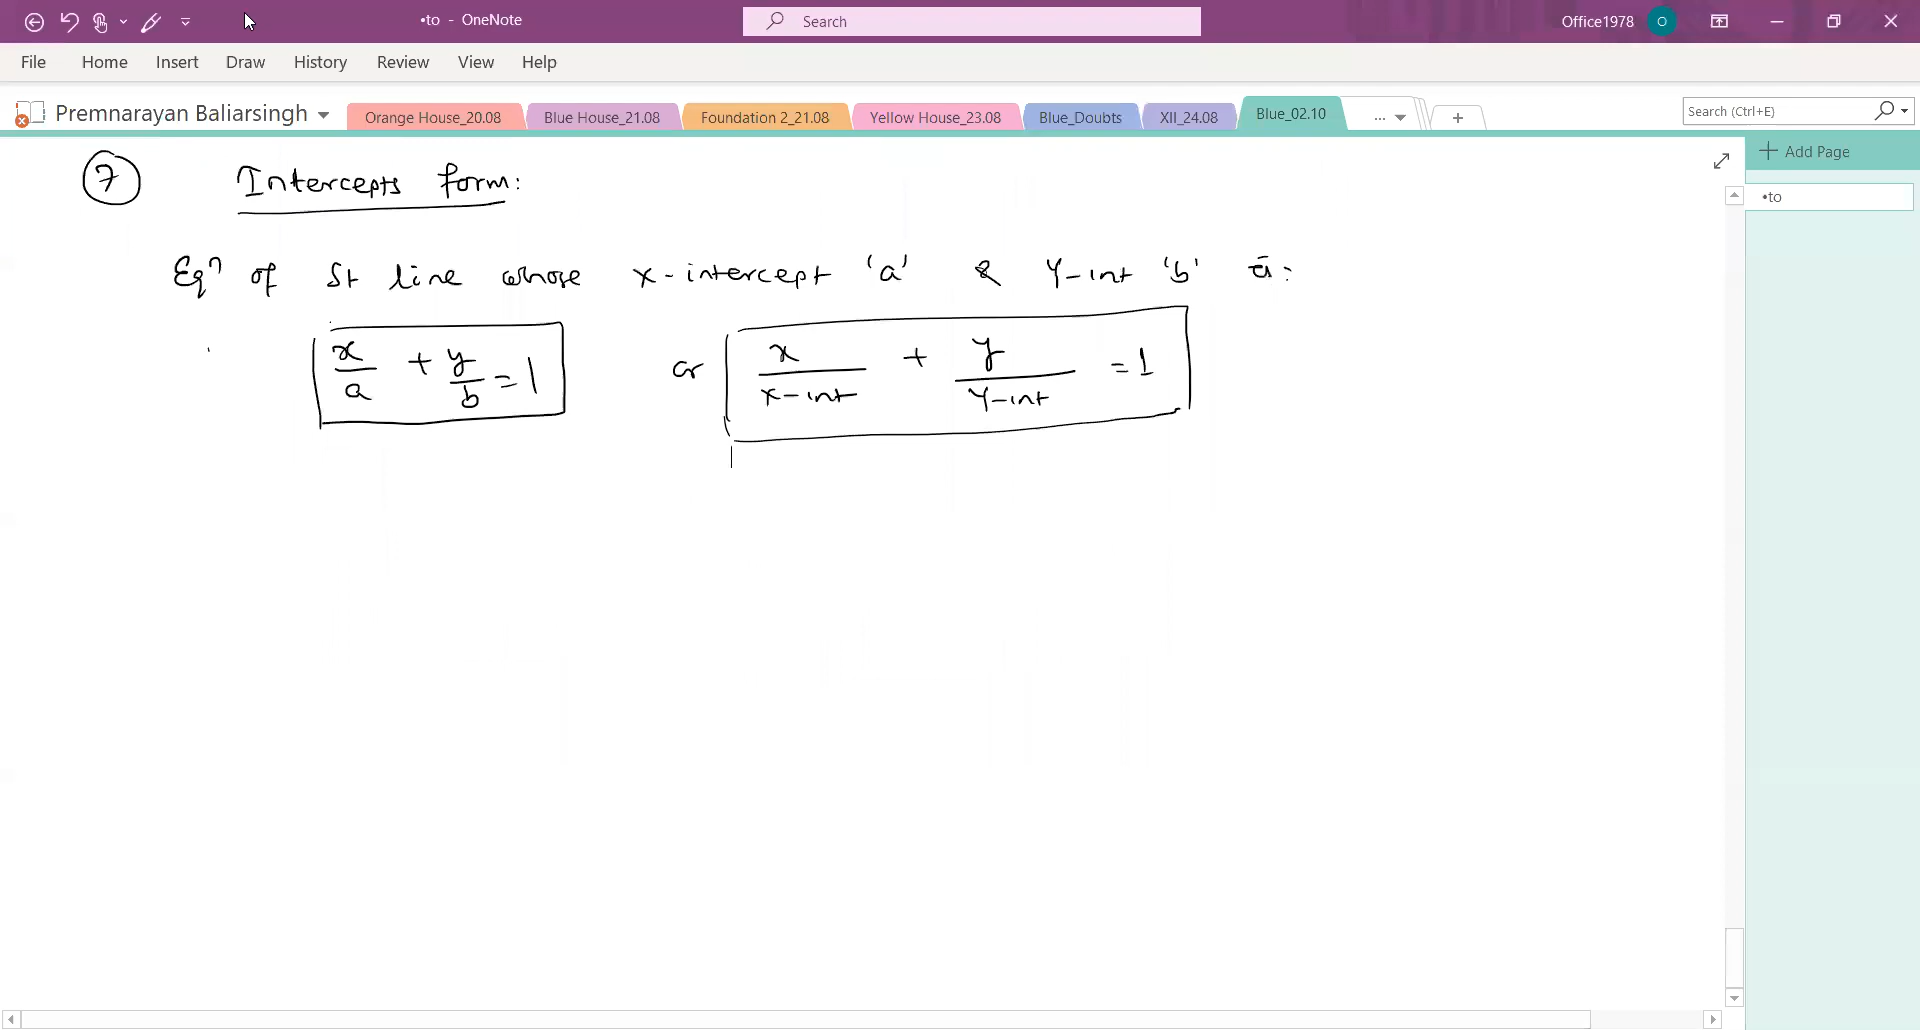 •to - OneNote
Search
Office1978
O
File Home Insert Draw History Review View Help
Premnarayan Baliarsingh
Orange House_20.08 Blue House_21.08 Foundation 2_21.08 Yellow House_23.08 Blue_Doubts XII_24.08 Blue_02.10 ... +
Search (Ctrl+E)
+ Add Page
•to
7 Intercepts form:
Eqⁿ of St line whose x-intercept 'a' & Y-int 'b' is:
x/a + y/b = 1 or x/x-int + y/Y-int = 1